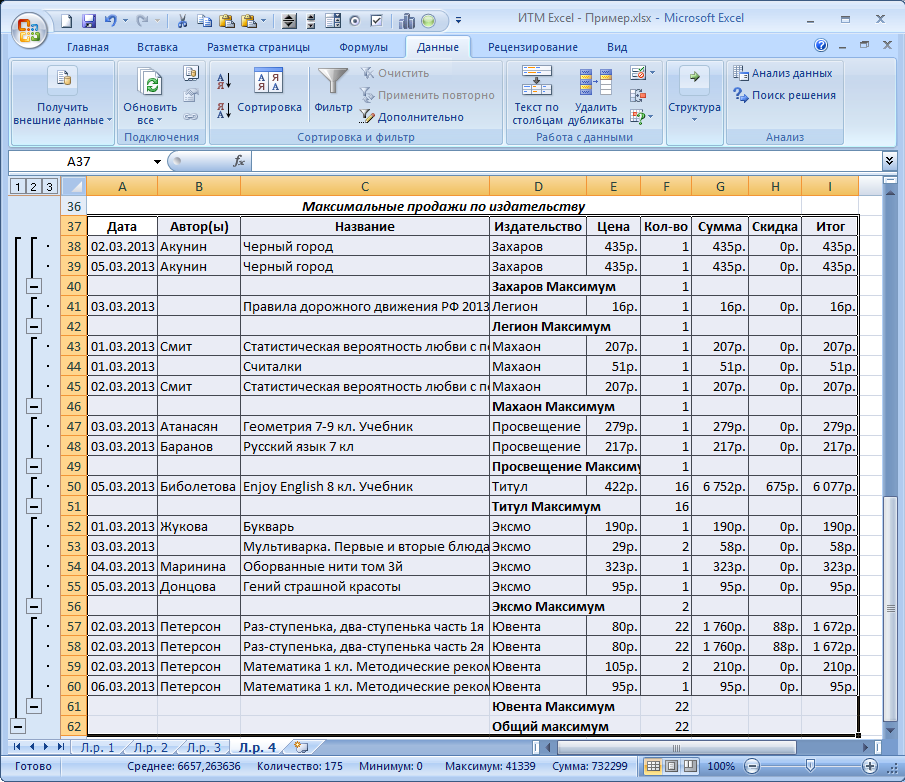 ИТМ Excel - Пример.xlsx - Microsoft Excel
Главная Вставка Разметка страницы Формулы Данные Рецензирование Вид
Получить внешние данные
Обновить все
Подключения
Сортировка
Фильтр
Очистить
Применить повторно
Дополнительно
Сортировка и фильтр
Текст по столбцам
Удалить дубликаты
Работа с данными
Структура
Анализ данных
Поиск решения
Анализ
A37 fx
1 2 3 A B C D E F G H I
36 Максимальные продажи по издательству
37 Дата Автор(ы) Название Издательство Цена Кол-во Сумма Скидка Итог
38 02.03.2013 Акунин Черный город Захаров 435р. 1 435р. 0р. 435р.
39 05.03.2013 Акунин Черный город Захаров 435р. 1 435р. 0р. 435р.
40 Захаров Максимум 1
41 03.03.2013 Правила дорожного движения РФ 2013 Легион 16р. 1 16р. 0р. 16р.
42 Легион Максимум 1
43 01.03.2013 Смит Статистическая вероятность любви с по Махаон 207р. 1 207р. 0р. 207р.
44 01.03.2013 Считалки Махаон 51р. 1 51р. 0р. 51р.
45 02.03.2013 Смит Статистическая вероятность любви с по Махаон 207р. 1 207р. 0р. 207р.
46 Махаон Максимум 1
47 03.03.2013 Атанасян Геометрия 7-9 кл. Учебник Просвещение 279р. 1 279р. 0р. 279р.
48 03.03.2013 Баранов Русский язык 7 кл Просвещение 217р. 1 217р. 0р. 217р.
49 Просвещение Максиму 1
50 05.03.2013 Биболетова Enjoy English 8 кл. Учебник Титул 422р. 16 6 752р. 675р. 6 077р.
51 Титул Максимум 16
52 01.03.2013 Жукова Букварь Эксмо 190р. 1 190р. 0р. 190р.
53 03.03.2013 Мультиварка. Первые и вторые блюда Эксмо 29р. 2 58р. 0р. 58р.
54 04.03.2013 Маринина Оборванные нити том 3й Эксмо 323р. 1 323р. 0р. 323р.
55 05.03.2013 Донцова Гений страшной красоты Эксмо 95р. 1 95р. 0р. 95р.
56 Эксмо Максимум 2
57 02.03.2013 Петерсон Раз-ступенька, два-ступенька часть 1я Ювента 80р. 22 1 760р. 88р. 1 672р.
58 02.03.2013 Петерсон Раз-ступенька, два-ступенька часть 2я Ювента 80р. 22 1 760р. 88р. 1 672р.
59 02.03.2013 Петерсон Математика 1 кл. Методические реком Ювента 105р. 2 210р. 0р. 210р.
60 06.03.2013 Петерсон Математика 1 кл. Методические реком Ювента 95р. 1 95р. 0р. 95р.
61 Ювента Максимум 22
62 Общий максимум 22
Л.р. 1 Л.р. 2 Л.р. 3 Л.р. 4
Готово Среднее: 6657,263636 Количество: 175 Минимум: 0 Максимум: 41339 Сумма: 732299 100%